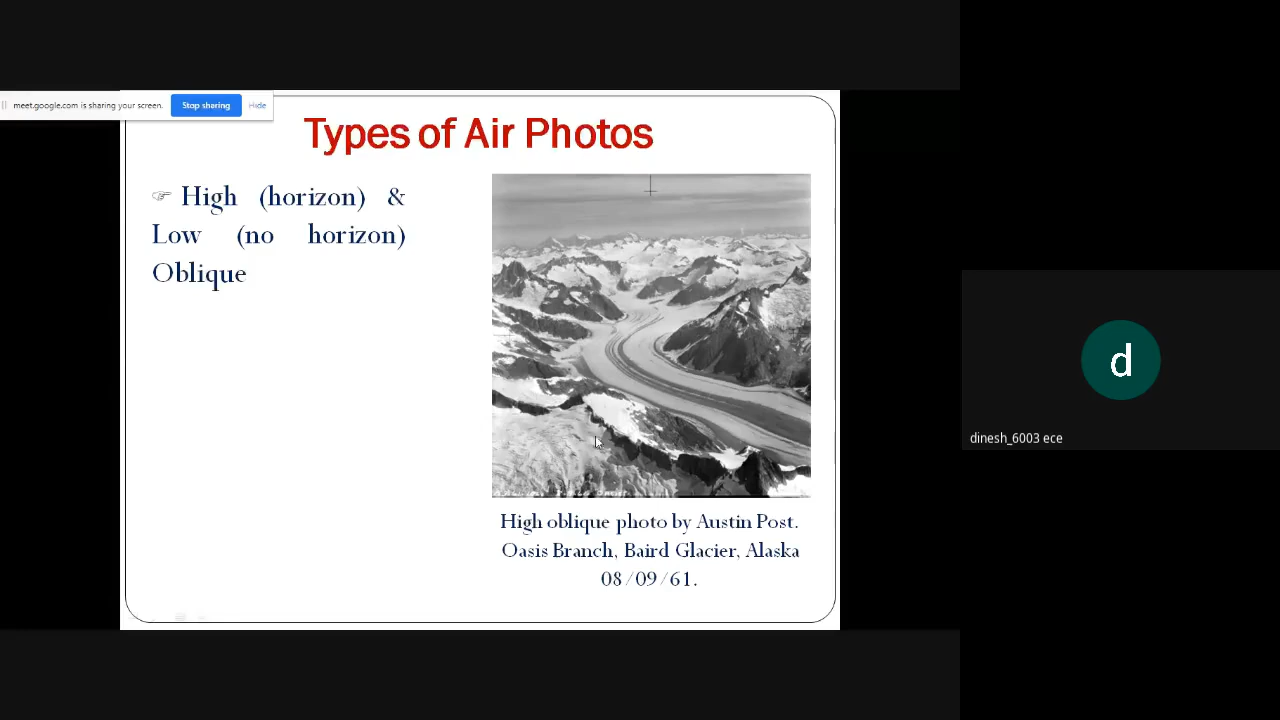 meet.google.com is sharing your screen. Stop sharing Hide
Types of Air Photos
☞ High (horizon) &
Low (no horizon)
Oblique
High oblique photo by Austin Post.
Oasis Branch, Baird Glacier, Alaska
08/09/61.
d
dinesh_6003 ece